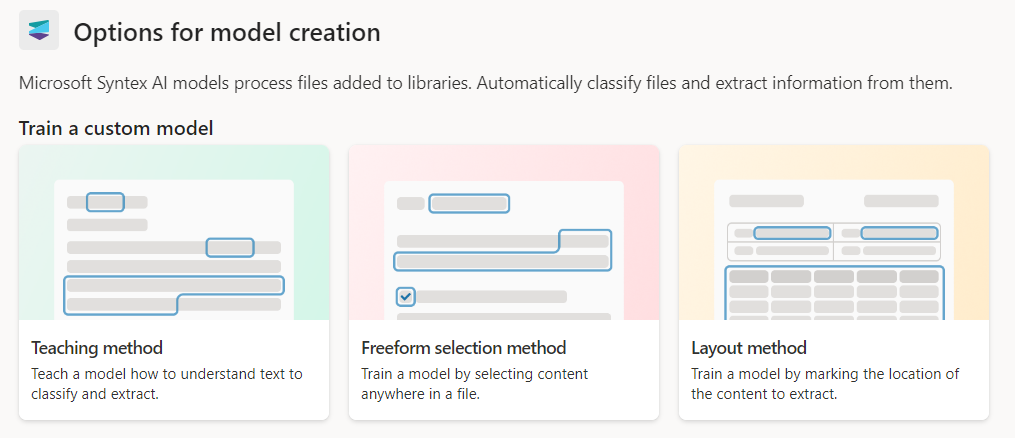 Options for model creation
Microsoft Syntex AI models process files added to libraries. Automatically classify files and extract information from them.
Train a custom model
Teaching method
Teach a model how to understand text to
classify and extract.
Freeform selection method
Train a model by selecting content
anywhere in a file.
Layout method
Train a model by marking the location of
the content to extract.